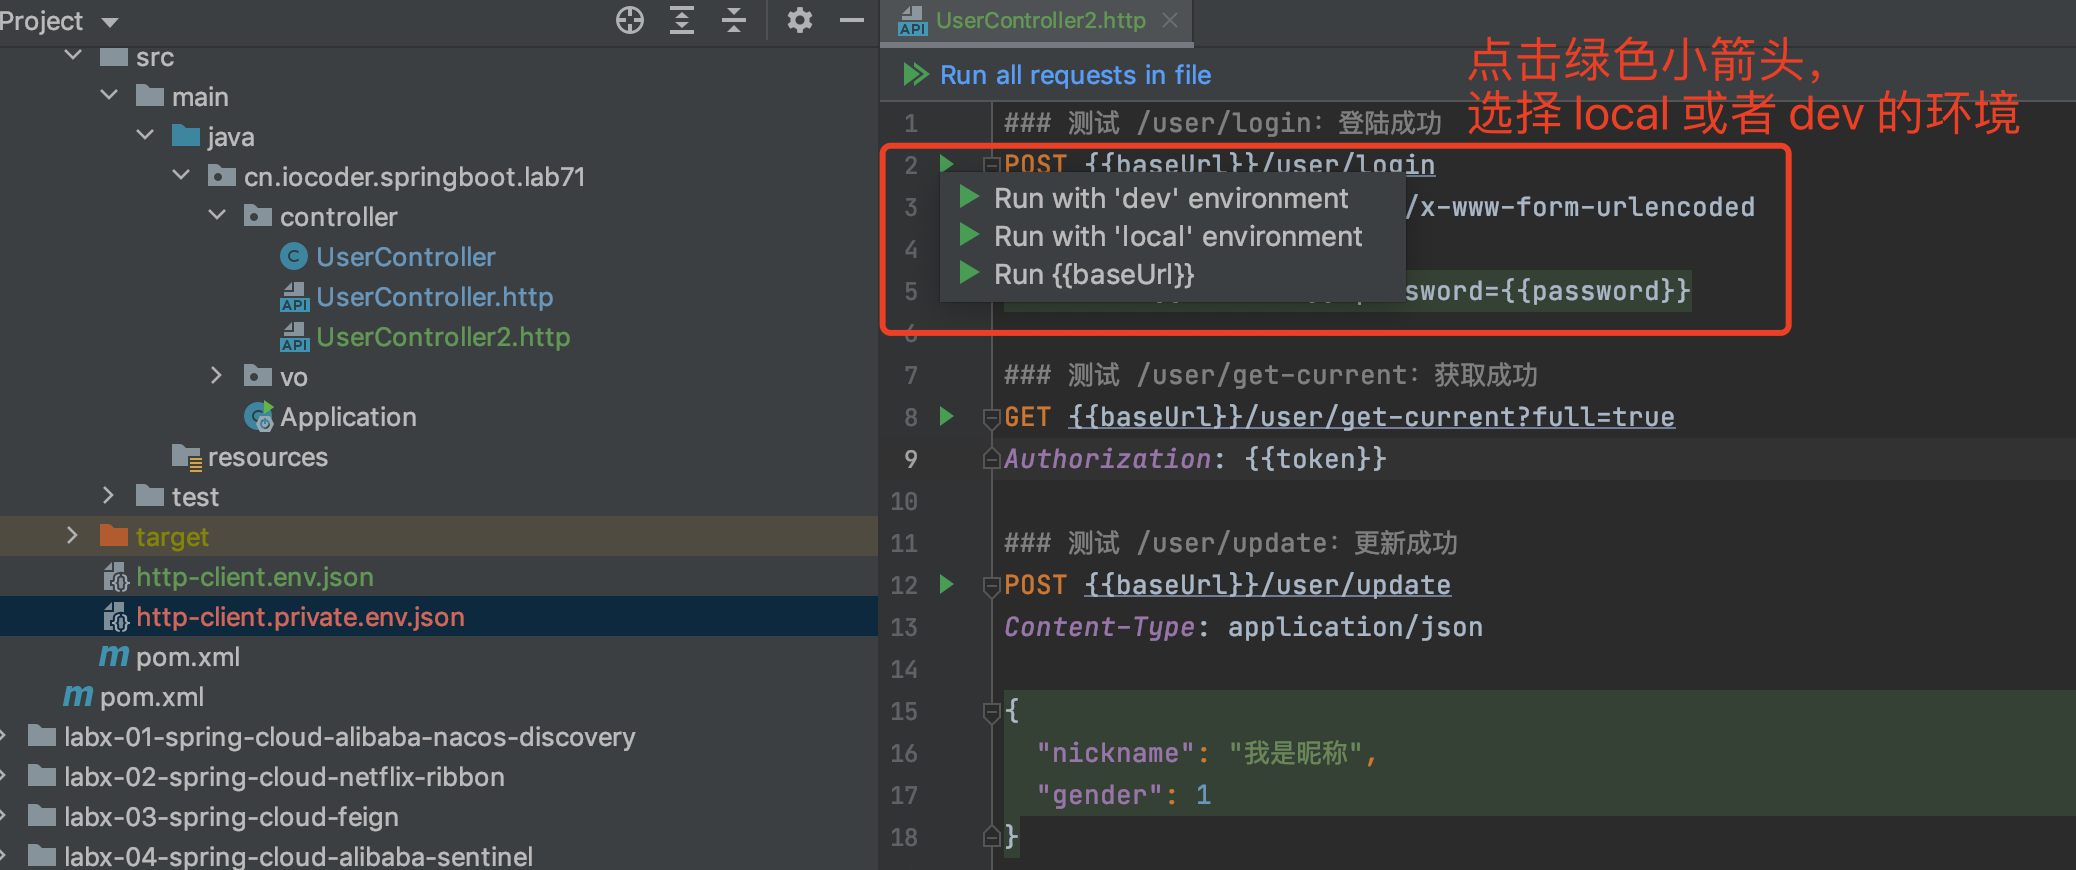 Project
src
main
java
cn.iocoder.springboot.lab71
controller
UserController
API UserController.http
API UserController2.http
vo
Application
resources
test
target
http-client.env.json
http-client.private.env.json
pom.xml
pom.xml
labx-01-spring-cloud-alibaba-nacos-discovery
labx-02-spring-cloud-netflix-ribbon
labx-03-spring-cloud-feign
labx-04-spring-cloud-alibaba-sentinel
API UserController2.http
Run all requests in file
点击绿色小箭头，
选择 local 或者 dev 的环境
1 ### 测试 /user/login：登陆成功
2 POST {{baseUrl}}/user/login
3 /x-www-form-urlencoded
4
5 sword={{password}}
Run with 'dev' environment
Run with 'local' environment
Run {{baseUrl}}
6
7 ### 测试 /user/get-current：获取成功
8 GET {{baseUrl}}/user/get-current?full=true
9 Authorization: {{token}}
10
11 ### 测试 /user/update：更新成功
12 POST {{baseUrl}}/user/update
13 Content-Type: application/json
14
15 {
16 "nickname": "我是昵称",
17 "gender": 1
18 }